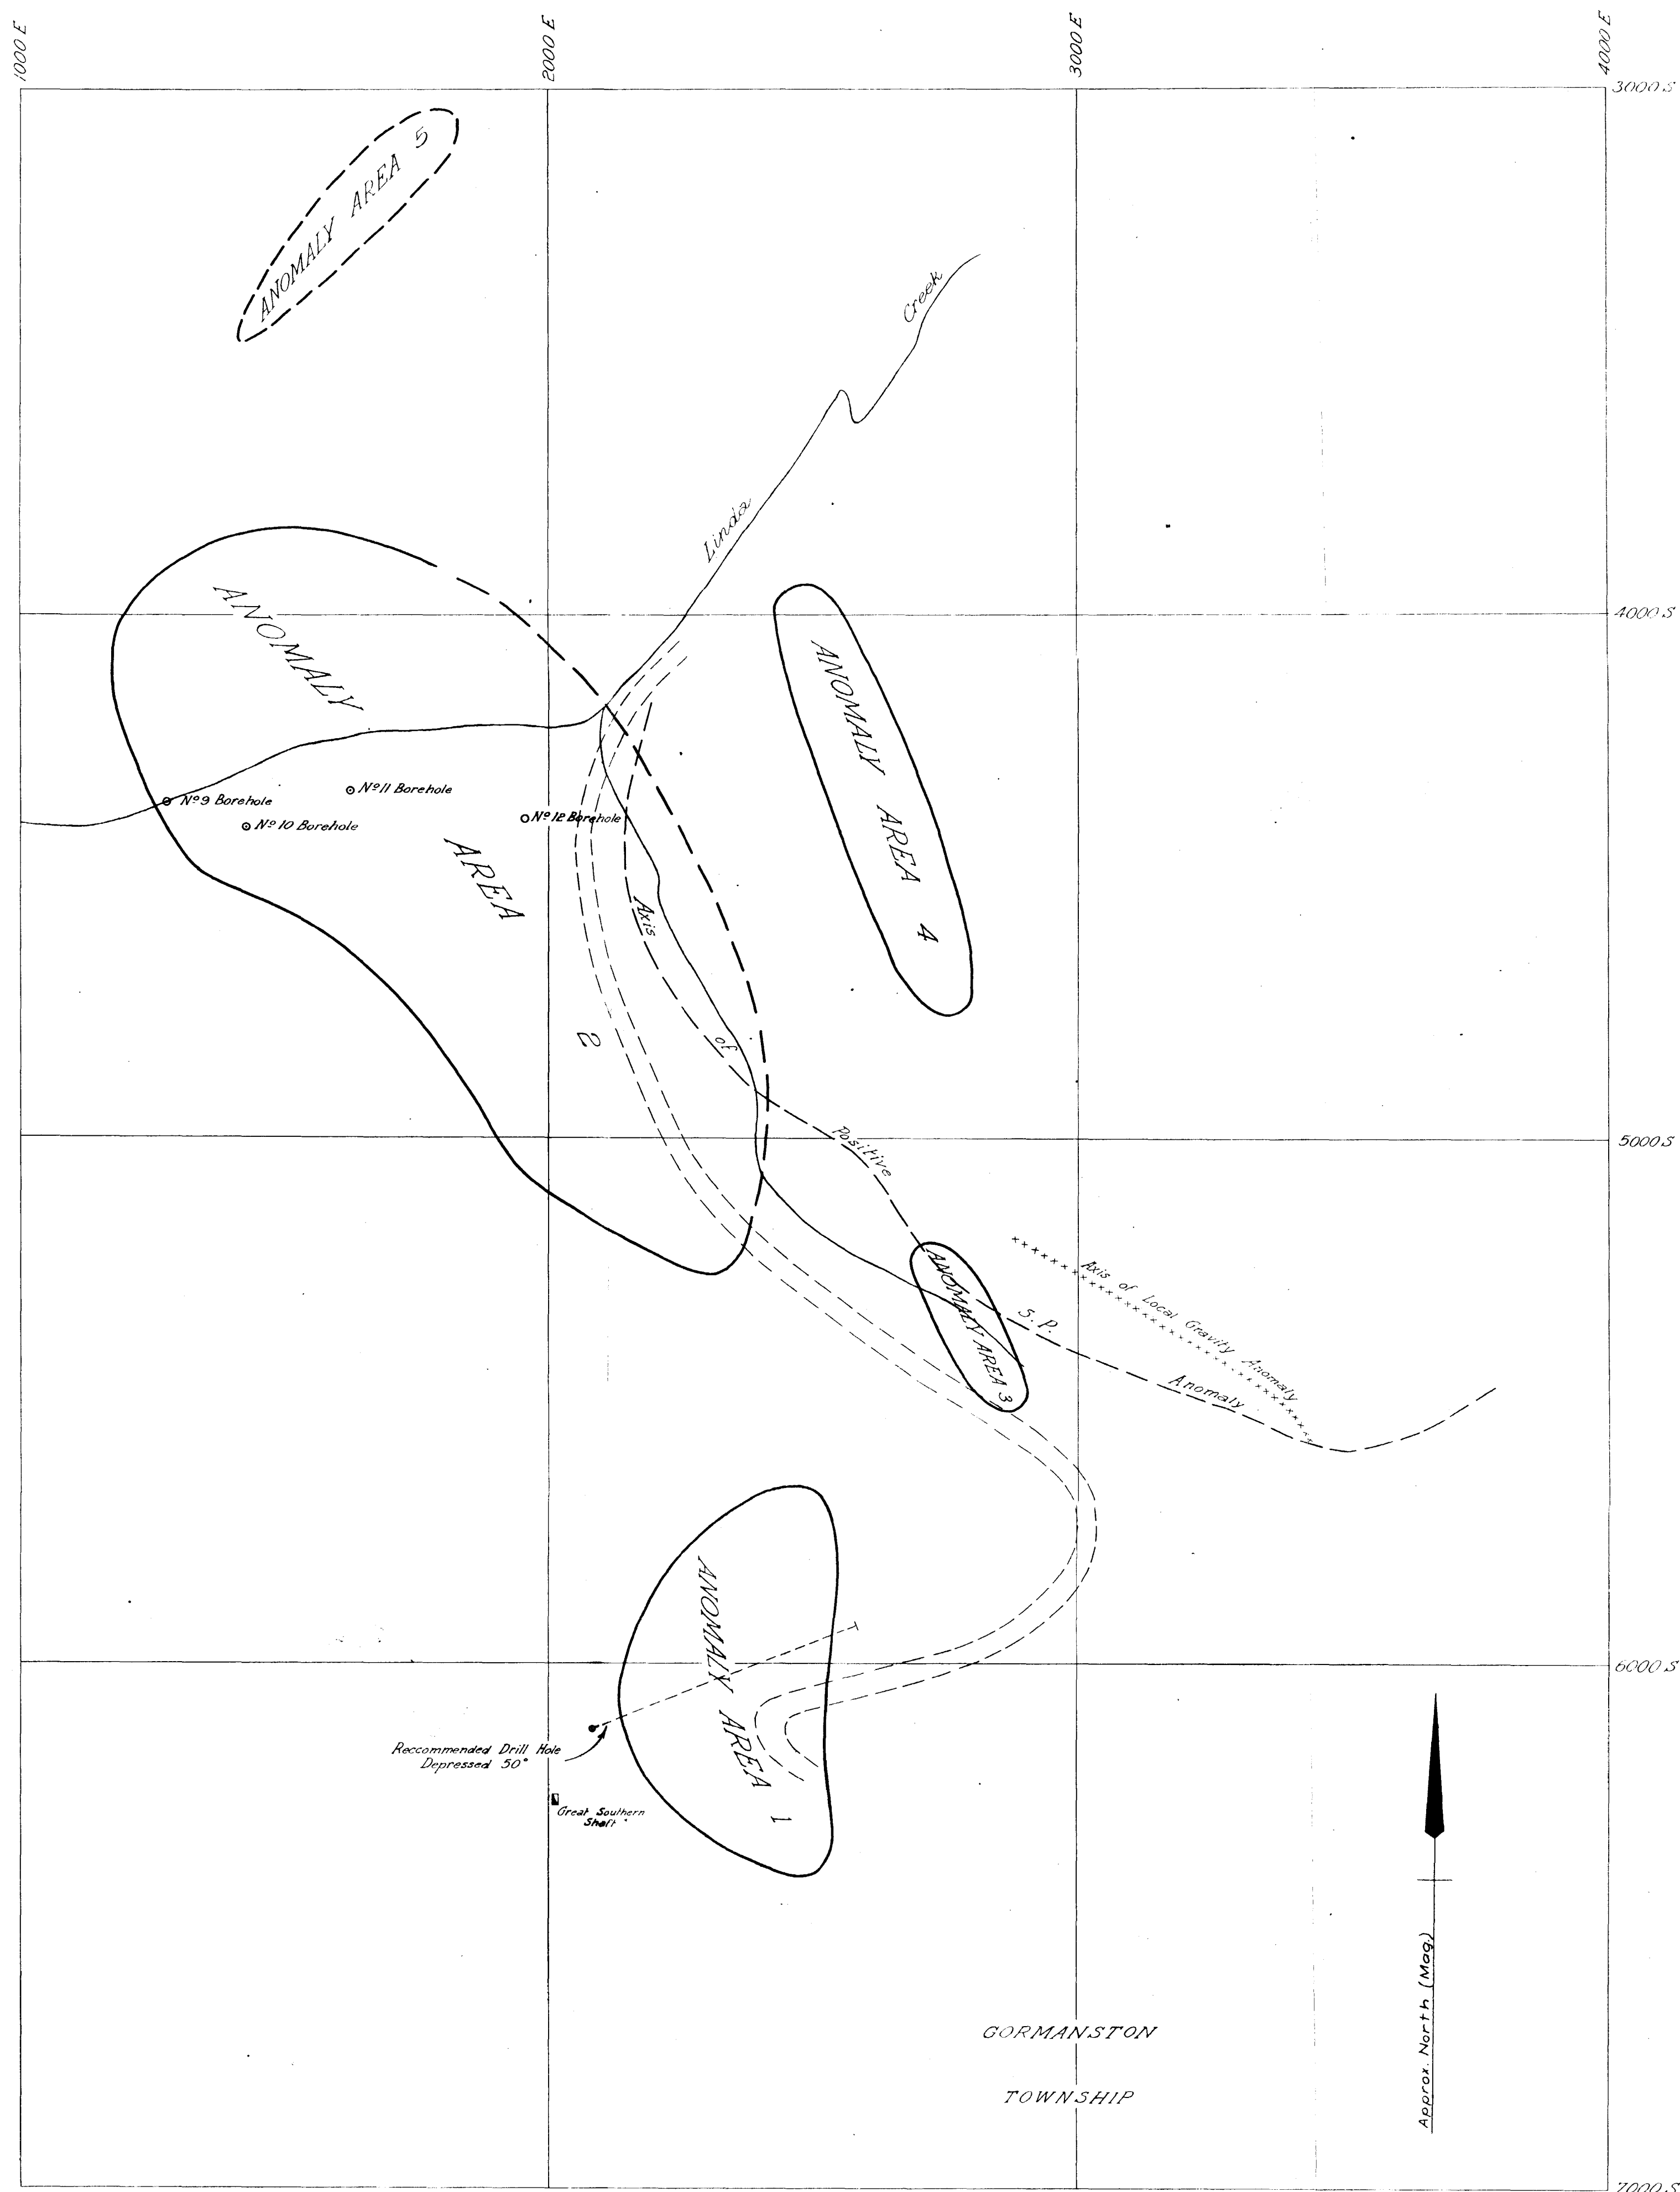 1000 E
2000 E
3000 E
4000 E
3000 S
ANOMALY AREA 5
Linda Creek
4000 S
ANOMALY
AREA
2
ANOMALY AREA 4
Nº 9 Borehole
Nº 11 Borehole
Nº 10 Borehole
Nº 12 Borehole
Axis of Positive S.P. Anomaly
5000 S
Axis of Local Gravity Anomaly
ANOMALY AREA 3
ANOMALY AREA 1
6000 S
Reccommended Drill Hole
Depressed 50°
Great Southern
Shaft
Approx. North (Mag.)
GORMANSTON
TOWNSHIP
7000 S